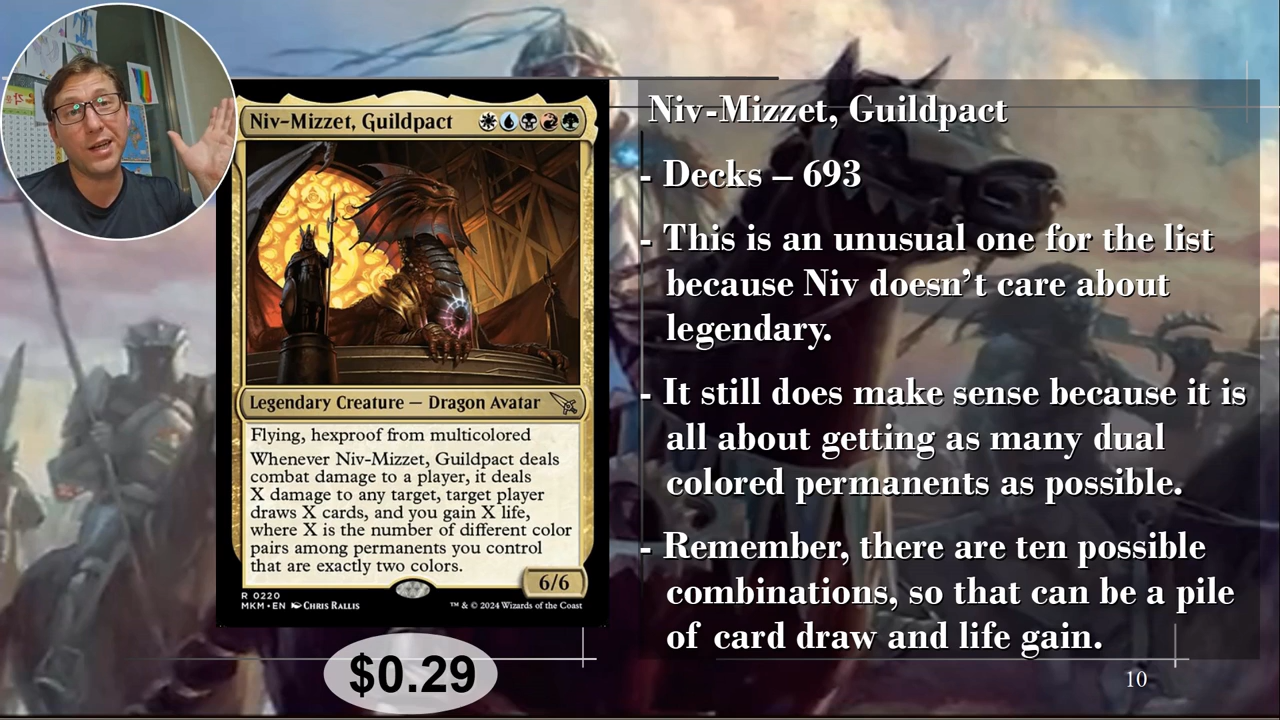 Niv-Mizzet, Guildpact
Legendary Creature — Dragon Avatar
Flying, hexproof from multicolored
Whenever Niv-Mizzet, Guildpact deals
combat damage to a player, it deals
X damage to any target, target player
draws X cards, and you gain X life,
where X is the number of different color
pairs among permanents you control
that are exactly two colors.
6/6
R 0220
MKM • EN Chris Rallis
™ & © 2024 Wizards of the Coast
$0.29
Niv-Mizzet, Guildpact
- Decks – 693
- This is an unusual one for the list
because Niv doesn’t care about
legendary.
- It still does make sense because it is
all about getting as many dual
colored permanents as possible.
- Remember, there are ten possible
combinations, so that can be a pile
of card draw and life gain.
10